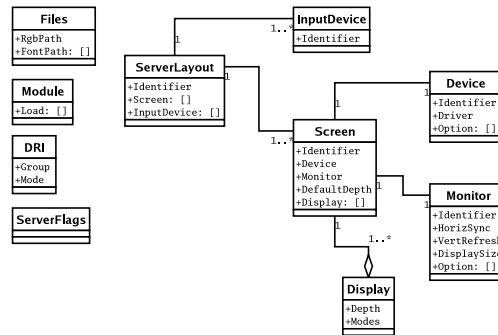 Files
+RgbPath
+FontPath: []
Module
+Load: []
DRI
+Group
+Mode
ServerFlags
ServerLayout
+Identifier
+Screen: []
+InputDevice: []
1
1
1..*
1..*
InputDevice
+Identifier
Screen
+Identifier
+Device
+Monitor
+DefaultDepth
+Display: []
1
1
1
1..*
Display
+Depth
+Modes
Device
+Identifier
+Driver
+Option: []
1
Monitor
+Identifier
+HorizSync
+VertRefresh
+DisplaySize
+Option: []
1